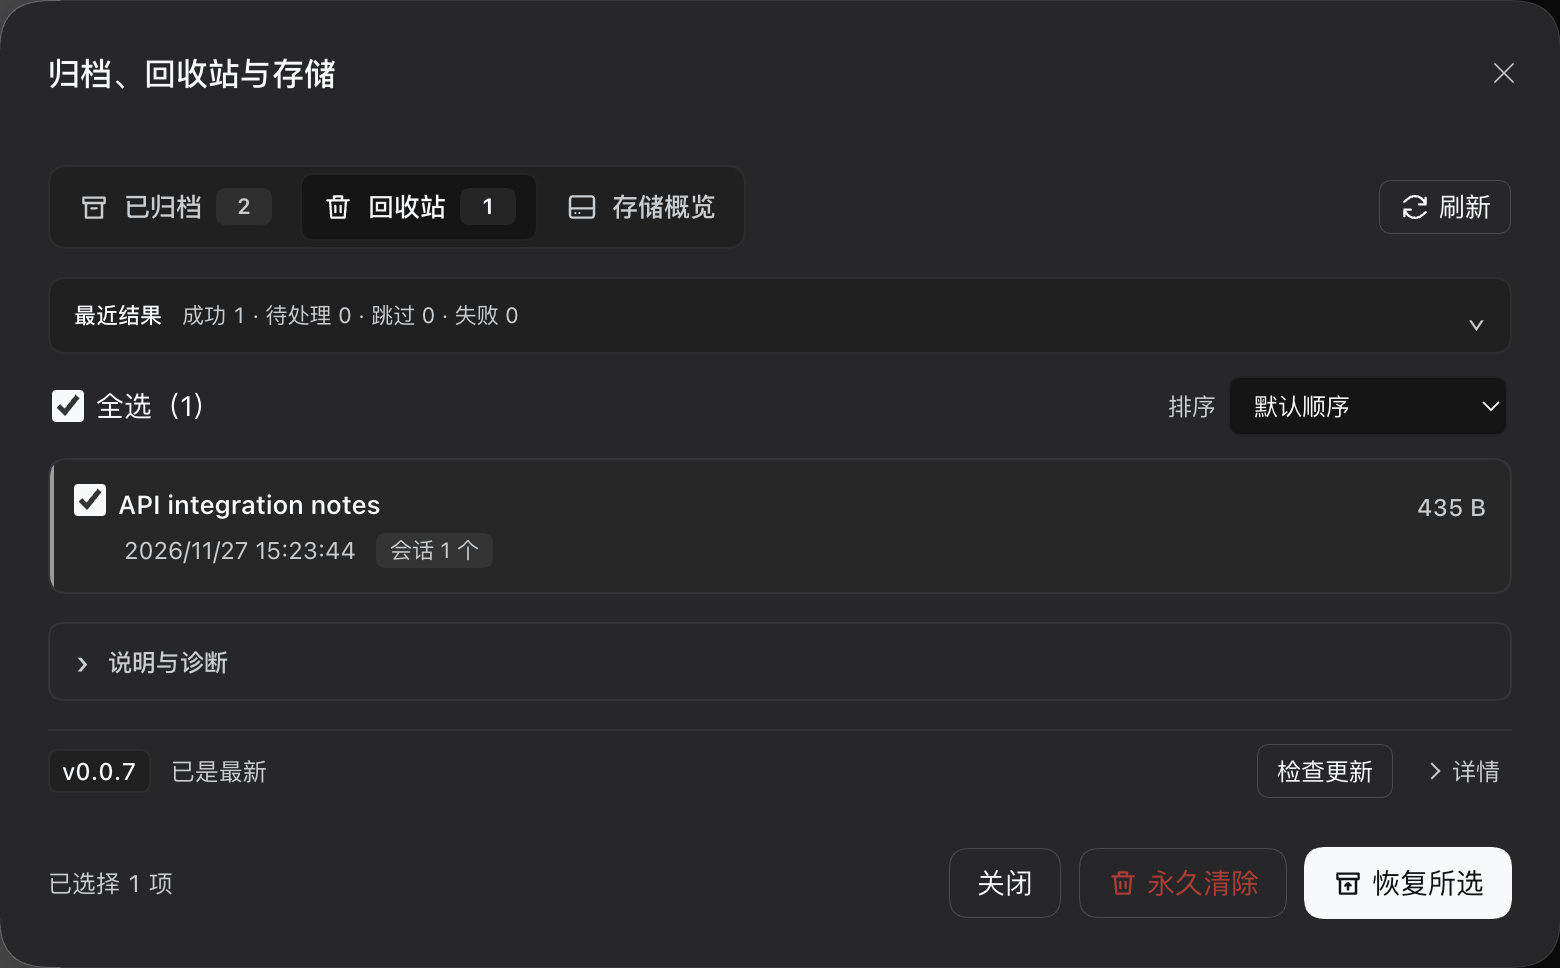 归档、回收站与存储
已归档 2 回收站 1 存储概览 刷新
最近结果 成功 1 · 待处理 0 · 跳过 0 · 失败 0
全选（1） 排序 默认顺序
API integration notes 435 B
2026/11/27 15:23:44 会话 1 个
说明与诊断
v0.0.7 已是最新 检查更新 详情
已选择 1 项 关闭 永久清除 恢复所选